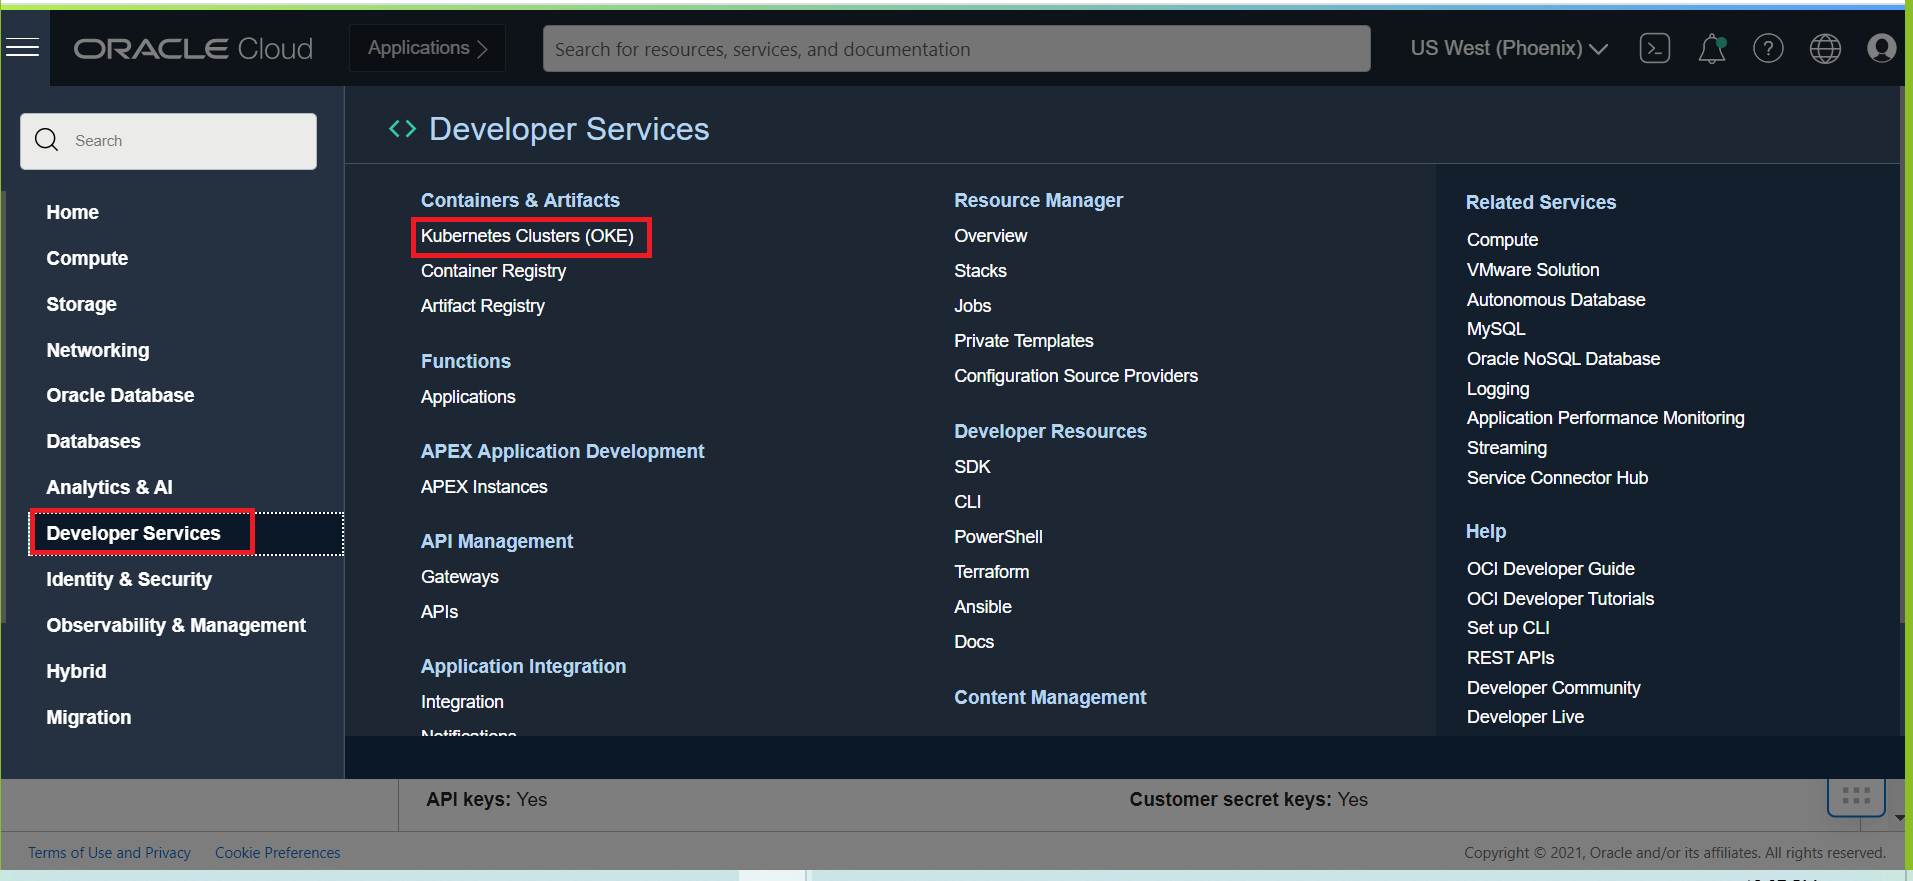 ORACLE Cloud
Applications
Search for resources, services, and documentation
US West (Phoenix)
Search
Home
Compute
Storage
Networking
Oracle Database
Databases
Analytics & AI
Developer Services
Identity & Security
Observability & Management
Hybrid
Migration
Developer Services
Containers & Artifacts
Kubernetes Clusters (OKE)
Container Registry
Artifact Registry
Functions
Applications
APEX Application Development
APEX Instances
API Management
Gateways
APIs
Application Integration
Integration
Notifications
Resource Manager
Overview
Stacks
Jobs
Private Templates
Configuration Source Providers
Developer Resources
SDK
CLI
PowerShell
Terraform
Ansible
Docs
Content Management
Related Services
Compute
VMware Solution
Autonomous Database
MySQL
Oracle NoSQL Database
Logging
Application Performance Monitoring
Streaming
Service Connector Hub
Help
OCI Developer Guide
OCI Developer Tutorials
Set up CLI
REST APIs
Developer Community
Developer Live
API keys: Yes
Customer secret keys: Yes
Terms of Use and Privacy
Cookie Preferences
Copyright © 2021, Oracle and/or its affiliates. All rights reserved.